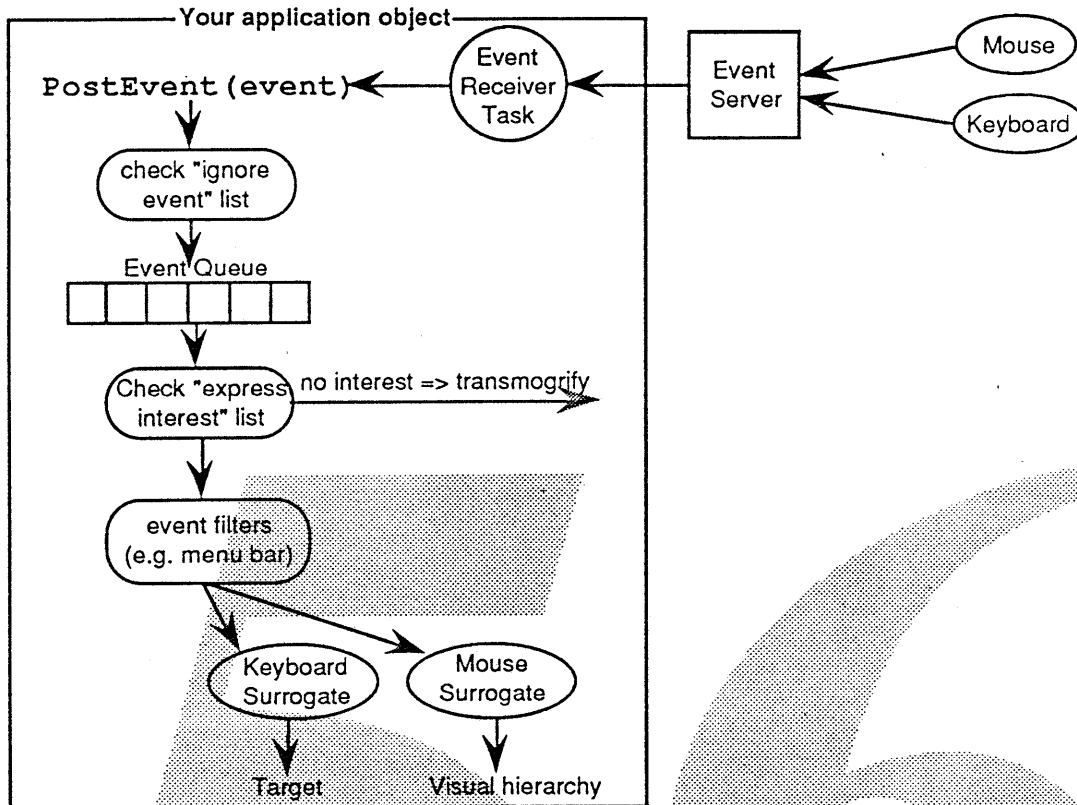 Your application object
Mouse
Event
Receiver
Task
Event
Server
PostEvent(event)
Keyboard
check "ignore
event" list
Event Queue
Check "express
interest" list
no interest => transmogrify
event filters
(e.g. menu bar)
Keyboard
Surrogate
Mouse
Surrogate
Target
Visual hierarchy